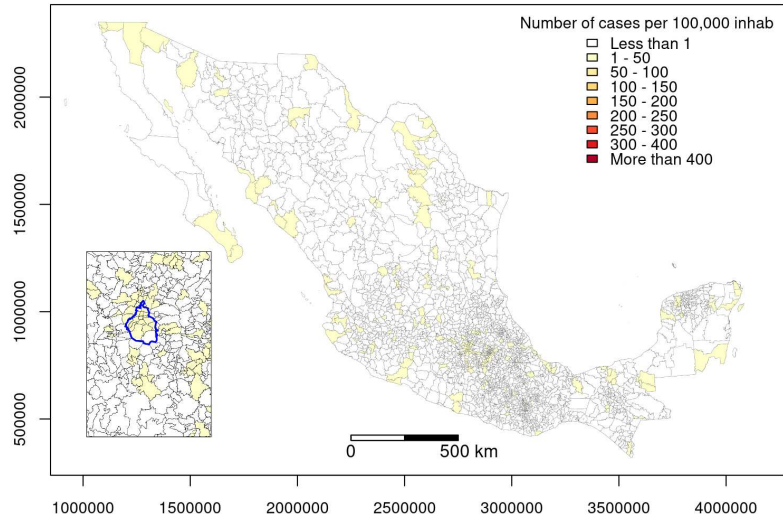 Number of cases per 100,000 inhab
Less than 1
1 - 50
50 - 100
100 - 150
150 - 200
200 - 250
250 - 300
300 - 400
More than 400
2000000
1500000
1000000
500000
0 500 km
1000000 1500000 2000000 2500000 3000000 3500000 4000000